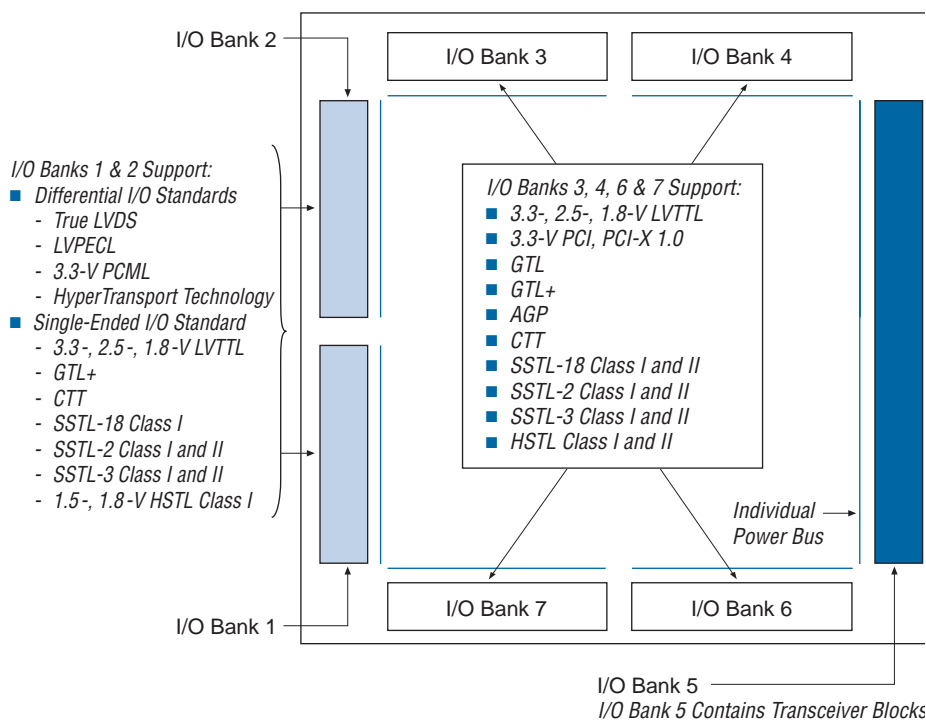 I/O Bank 2
I/O Bank 3
I/O Bank 4
I/O Banks 1 & 2 Support:
■ Differential I/O Standards
- True LVDS
- LVPECL
- 3.3-V PCML
- HyperTransport Technology
■ Single-Ended I/O Standard
- 3.3-, 2.5-, 1.8-V LVTTL
- GTL+
- CTT
- SSTL-18 Class I
- SSTL-2 Class I and II
- SSTL-3 Class I and II
- 1.5-, 1.8-V HSTL Class I
I/O Banks 3, 4, 6 & 7 Support:
■ 3.3-, 2.5-, 1.8-V LVTTL
■ 3.3-V PCI, PCI-X 1.0
■ GTL
■ GTL+
■ AGP
■ CTT
■ SSTL-18 Class I and II
■ SSTL-2 Class I and II
■ SSTL-3 Class I and II
■ HSTL Class I and II
Individual
Power Bus
I/O Bank 7
I/O Bank 6
I/O Bank 1
I/O Bank 5
I/O Bank 5 Contains Transceiver Blocks